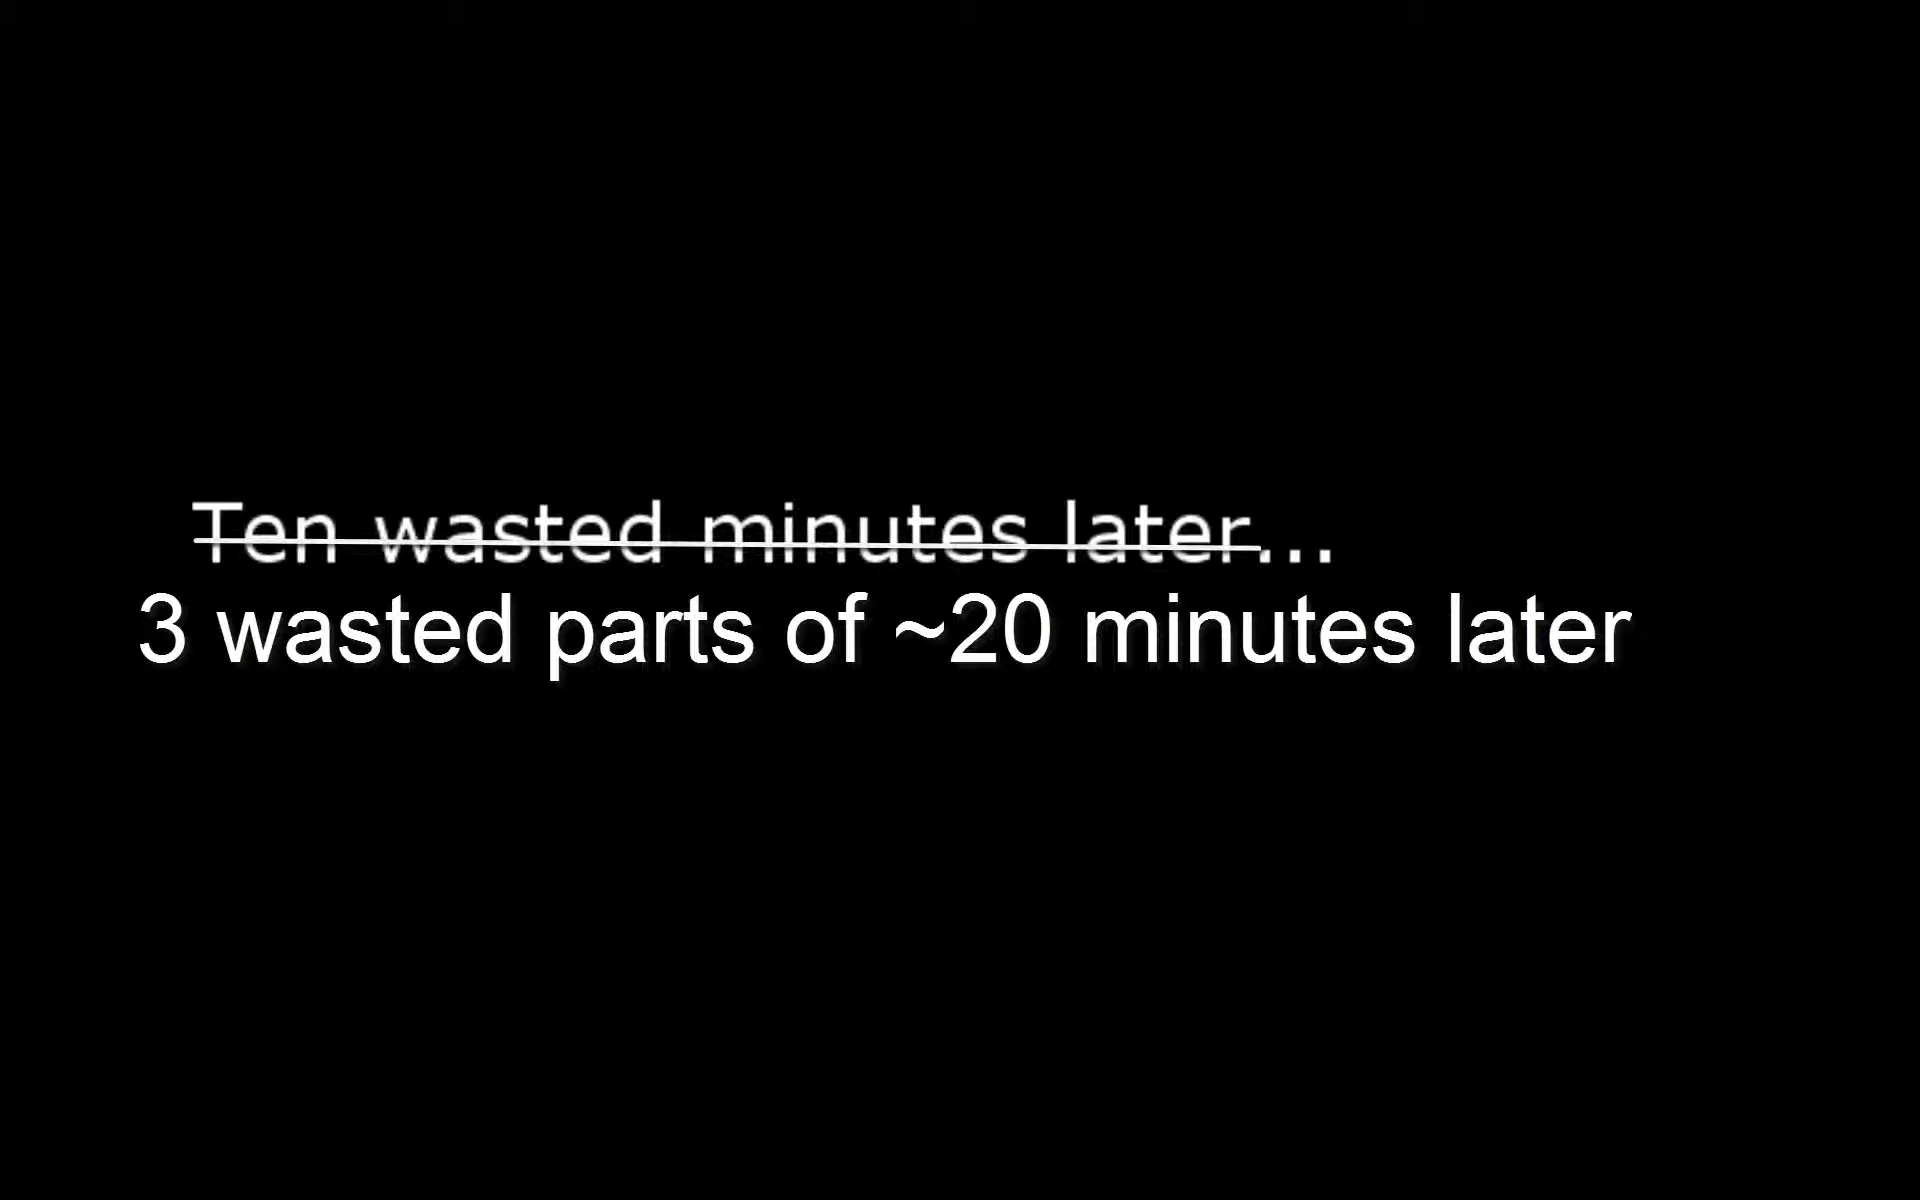 Ten wasted minutes later...
3 wasted parts of ~20 minutes later